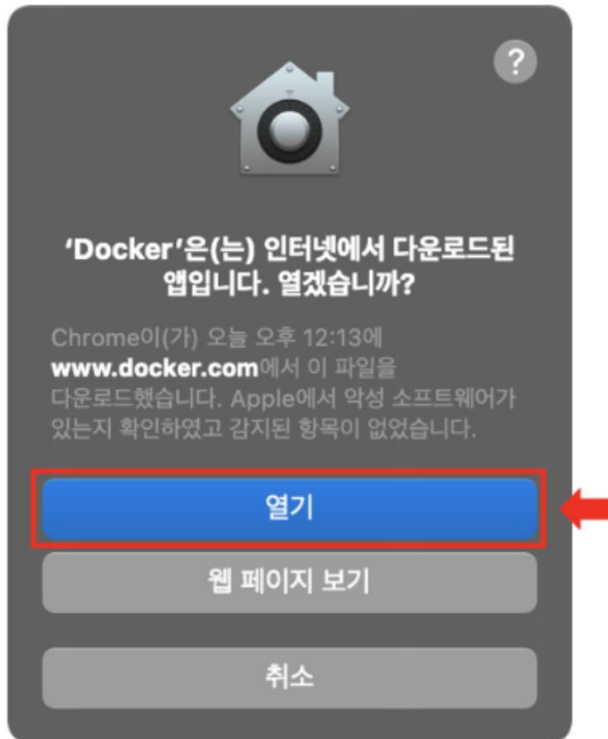 ?
‘Docker’은(는) 인터넷에서 다운로드된
앱입니다. 열겠습니까?
Chrome이(가) 오늘 오후 12:13에
www.docker.com에서 이 파일을
다운로드했습니다. Apple에서 악성 소프트웨어가
있는지 확인하였고 감지된 항목이 없었습니다.
열기
웹 페이지 보기
취소